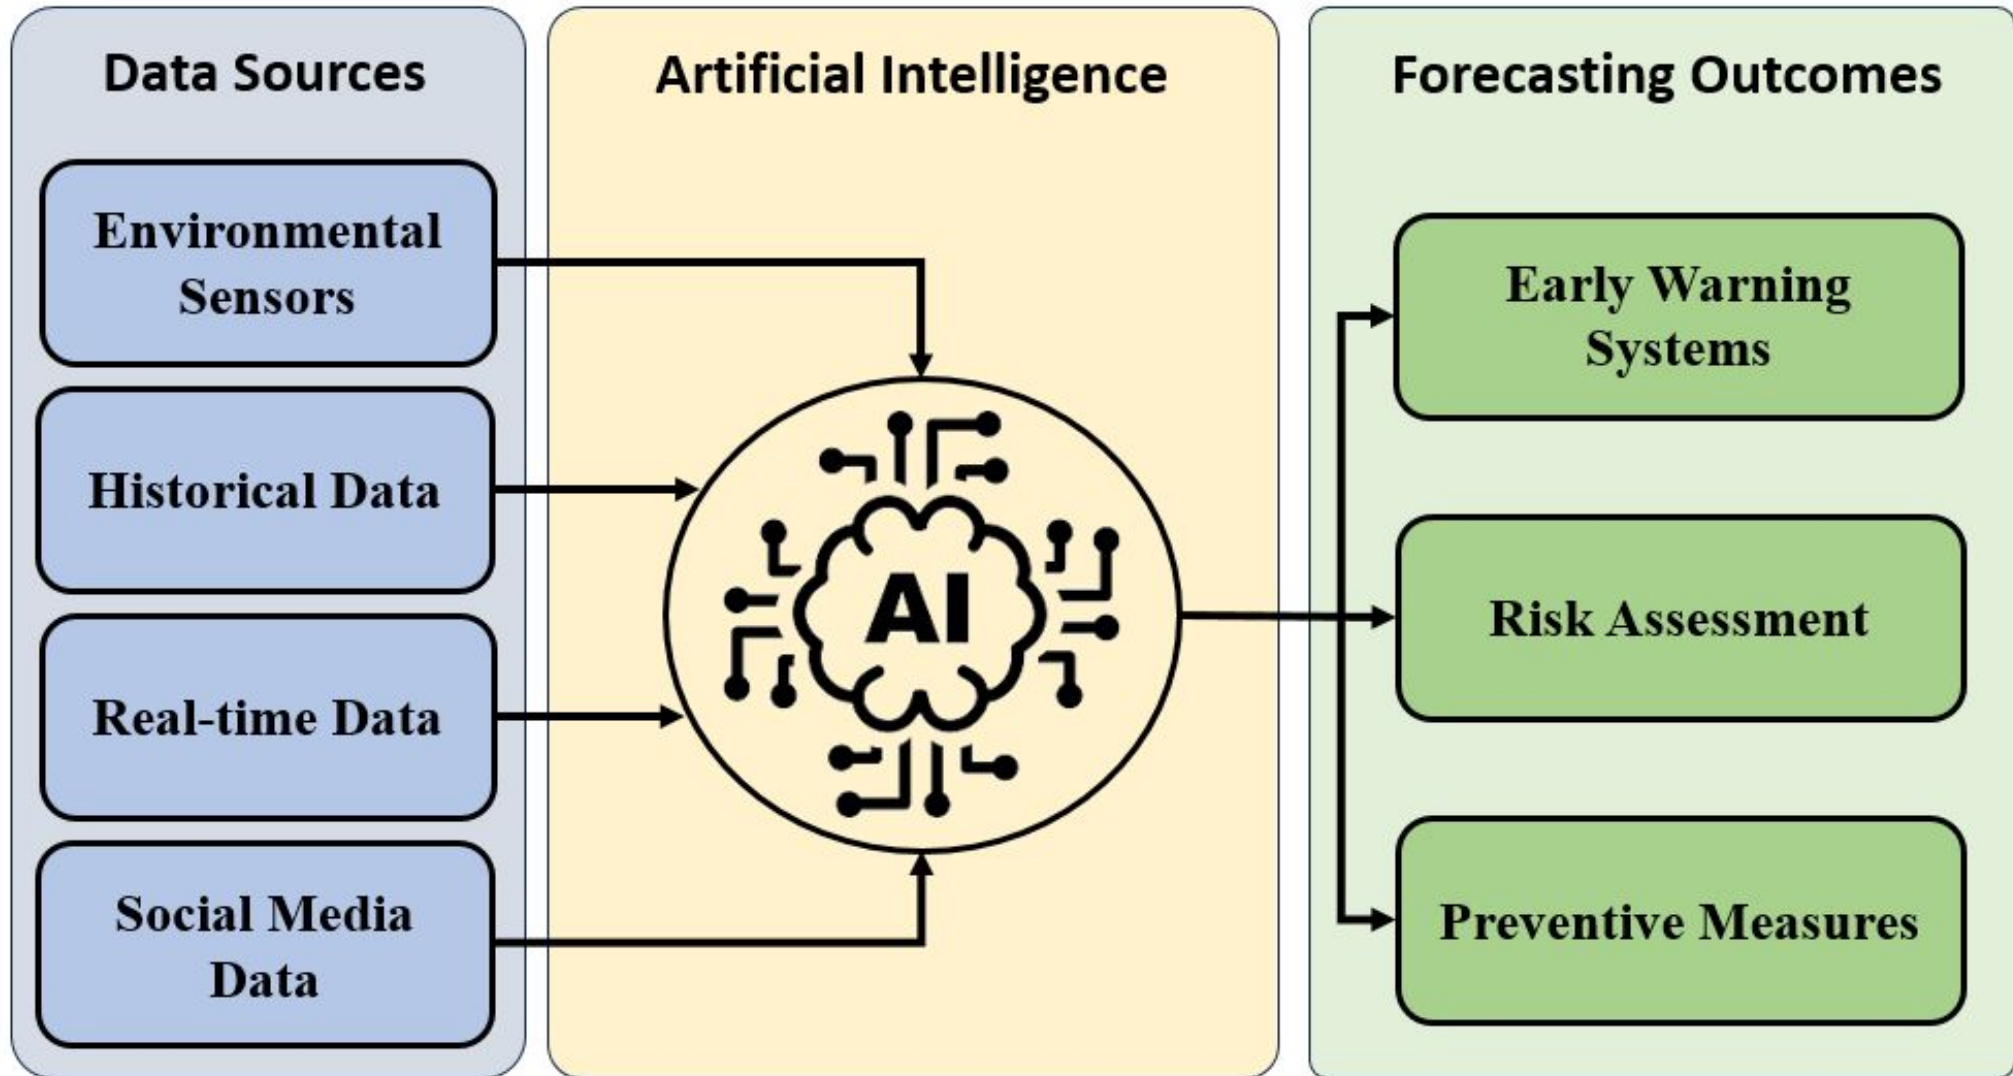 Data Sources
Environmental
Sensors
Historical Data
Real-time Data
Social Media
Data
Artificial Intelligence
AI
Forecasting Outcomes
Early Warning
Systems
Risk Assessment
Preventive Measures